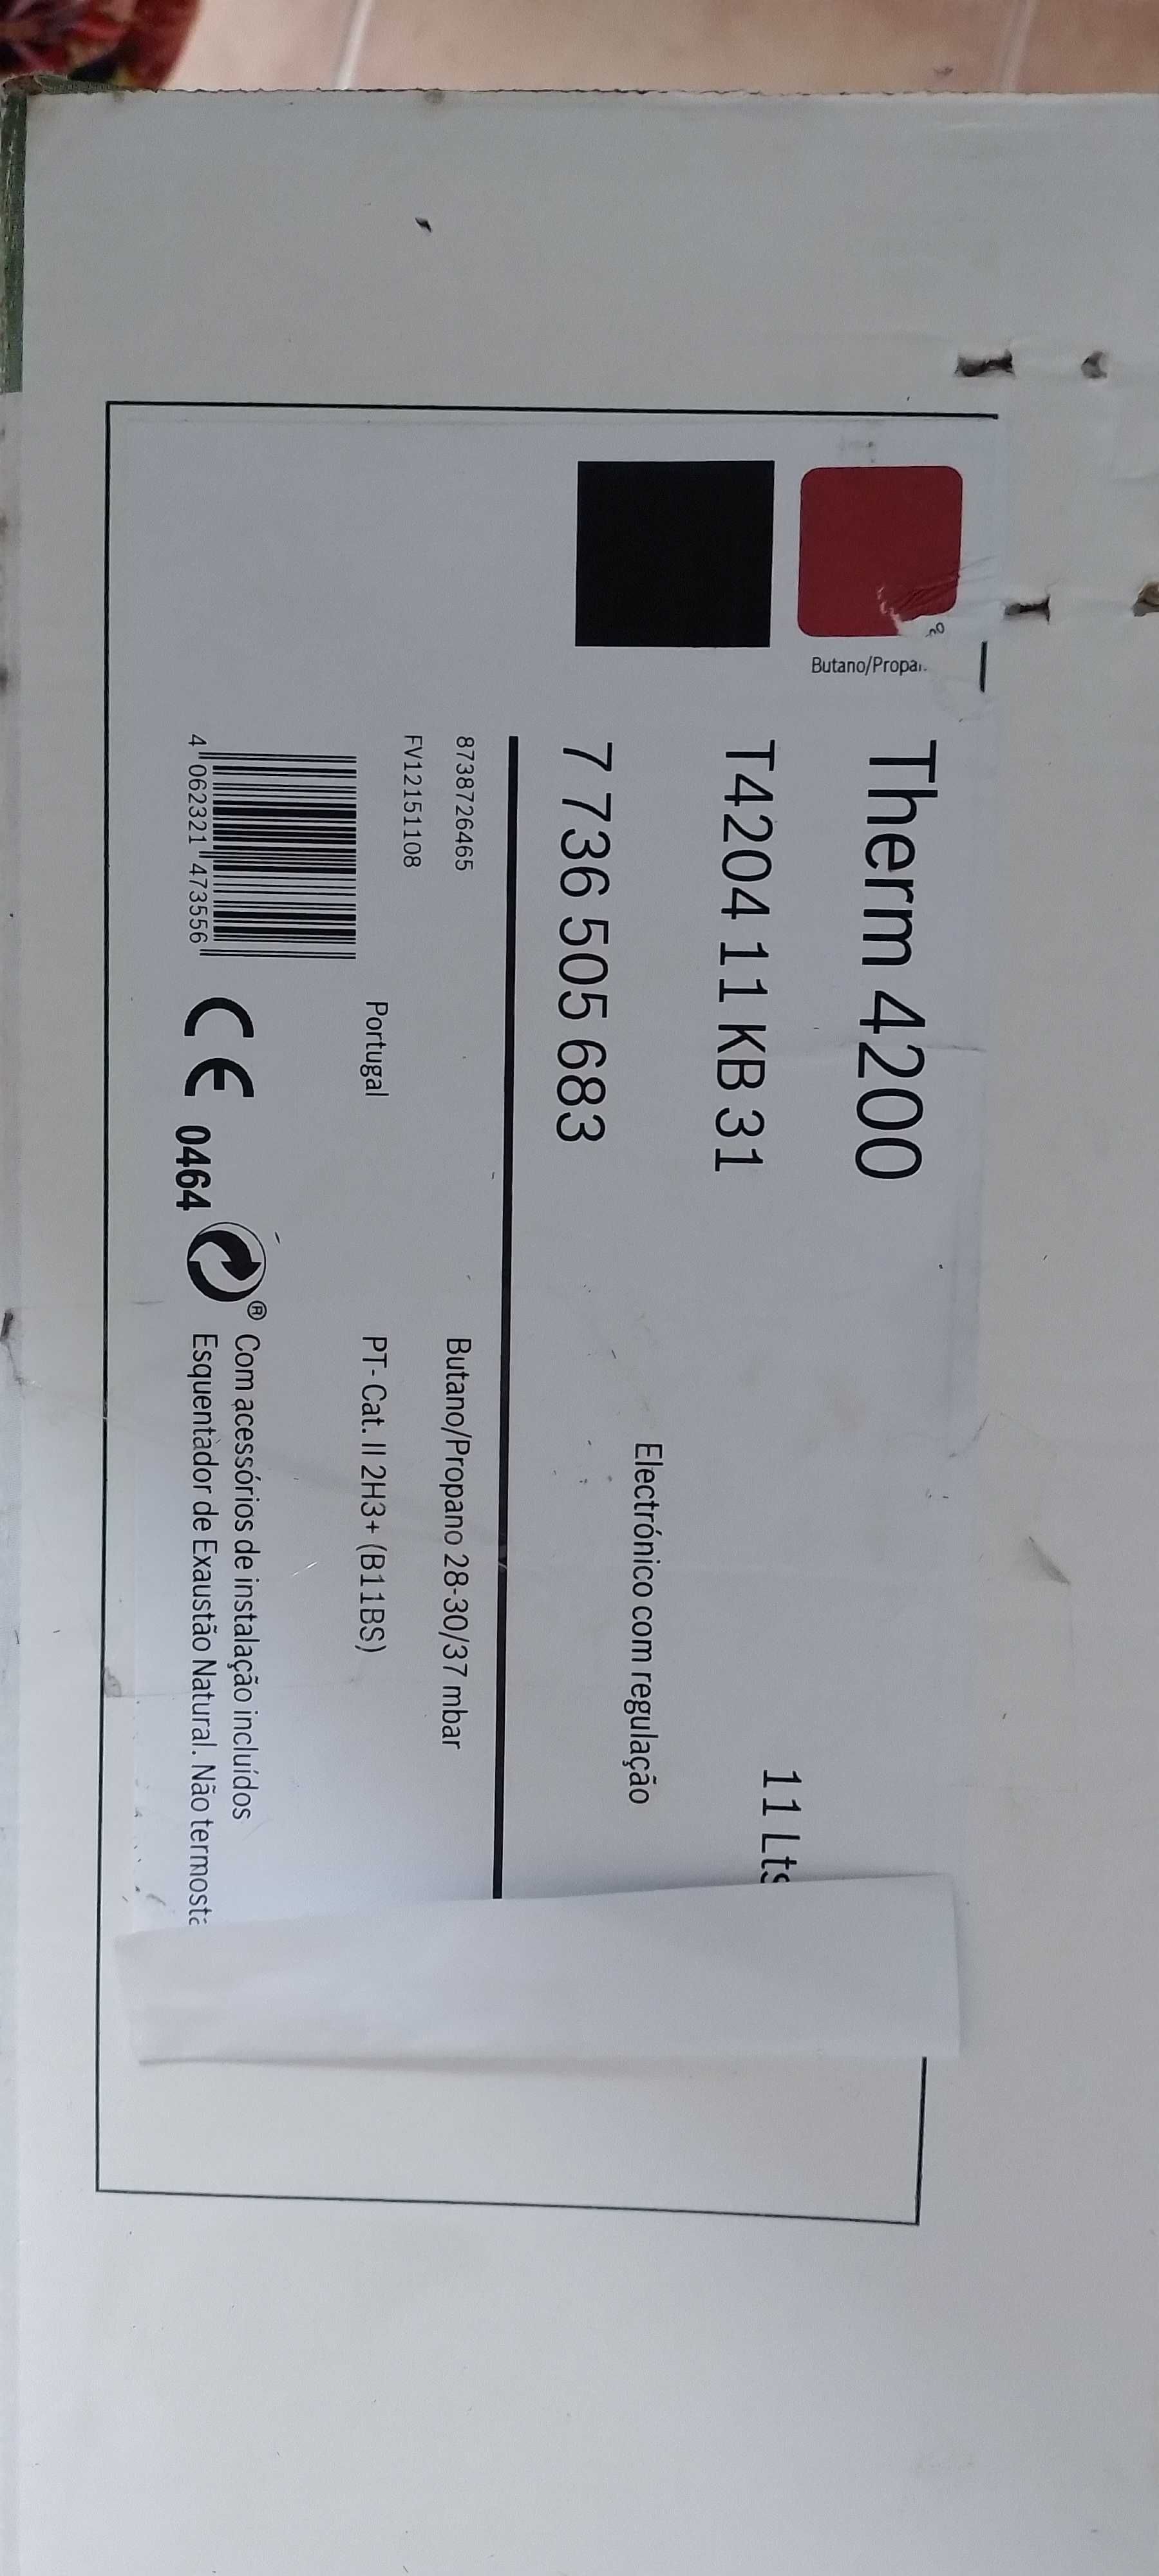 Butano/Propa
Therm 4200
T4204 11 KB 31
11 Lts
Electrónico com regulação
7 736 505 683
8738726465
Butano/Propano 28-30/37 mbar
FV12151108
Portugal
PT- Cat. II 2H3+ (B11BS)
4 062321 473556
CE 0464
® Com acessórios de instalação incluídos
Esquentador de Exaustão Natural. Não termost